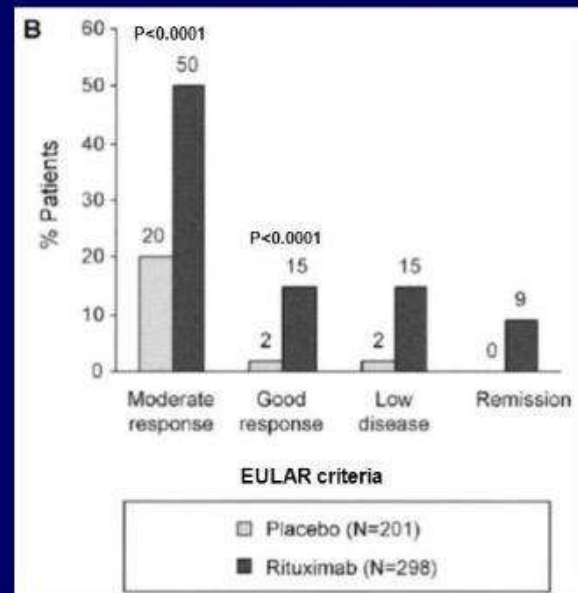 B
60
50
40
30
20
10
0
% Patients
P<0.0001
50
20
P<0.0001
15
2
15
2
9
0
Moderate response
Good response
Low disease
Remission
EULAR criteria
Placebo (N=201)
Rituximab (N=298)